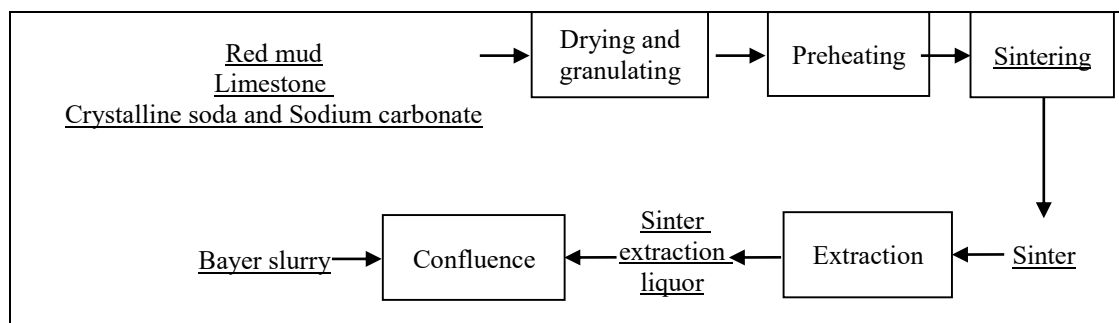 Red mud
Limestone
Crystalline soda and Sodium carbonate
Drying and
granulating
Preheating
Sintering
Bayer slurry
Confluence
Sinter
extraction
liquor
Extraction
Sinter